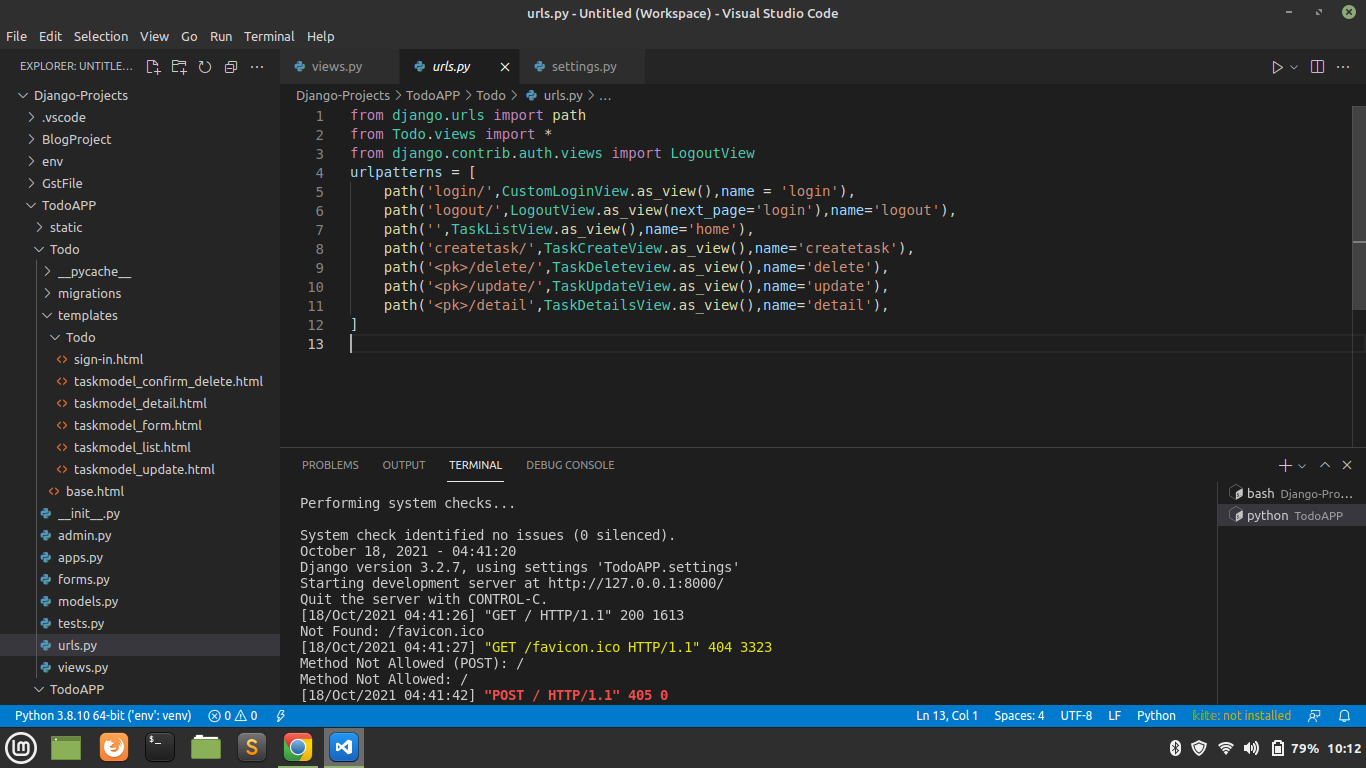 urls.py - Untitled (Workspace) - Visual Studio Code
File Edit Selection View Go Run Terminal Help
EXPLORER: UNTITLE...
views.py urls.py settings.py
Django-Projects
.vscode
BlogProject
env
GstFile
TodoAPP
static
Todo
__pycache__
migrations
templates
Todo
sign-in.html
taskmodel_confirm_delete.html
taskmodel_detail.html
taskmodel_form.html
taskmodel_list.html
taskmodel_update.html
base.html
__init__.py
admin.py
apps.py
forms.py
models.py
tests.py
urls.py
views.py
TodoAPP
Django-Projects > TodoAPP > Todo > urls.py > ...
1 from django.urls import path
2 from Todo.views import *
3 from django.contrib.auth.views import LogoutView
4 urlpatterns = [
5 path('login/',CustomLoginView.as_view(),name = 'login'),
6 path('logout/',LogoutView.as_view(next_page='login'),name='logout'),
7 path('',TaskListView.as_view(),name='home'),
8 path('createtask/',TaskCreateView.as_view(),name='createtask'),
9 path('<pk>/delete/',TaskDeleteview.as_view(),name='delete'),
10 path('<pk>/update/',TaskUpdateView.as_view(),name='update'),
11 path('<pk>/detail',TaskDetailsView.as_view(),name='detail'),
12 ]
13
PROBLEMS OUTPUT TERMINAL DEBUG CONSOLE
Performing system checks...
System check identified no issues (0 silenced).
October 18, 2021 - 04:41:20
Django version 3.2.7, using settings 'TodoAPP.settings'
Starting development server at http://127.0.0.1:8000/
Quit the server with CONTROL-C.
[18/Oct/2021 04:41:26] "GET / HTTP/1.1" 200 1613
Not Found: /favicon.ico
[18/Oct/2021 04:41:27] "GET /favicon.ico HTTP/1.1" 404 3323
Method Not Allowed (POST): /
Method Not Allowed: /
[18/Oct/2021 04:41:42] "POST / HTTP/1.1" 405 0
bash Django-Pro...
python TodoAPP
Python 3.8.10 64-bit ('env': venv) 0 0 Ln 13, Col 1 Spaces: 4 UTF-8 LF Python kite: not installed
79% 10:12